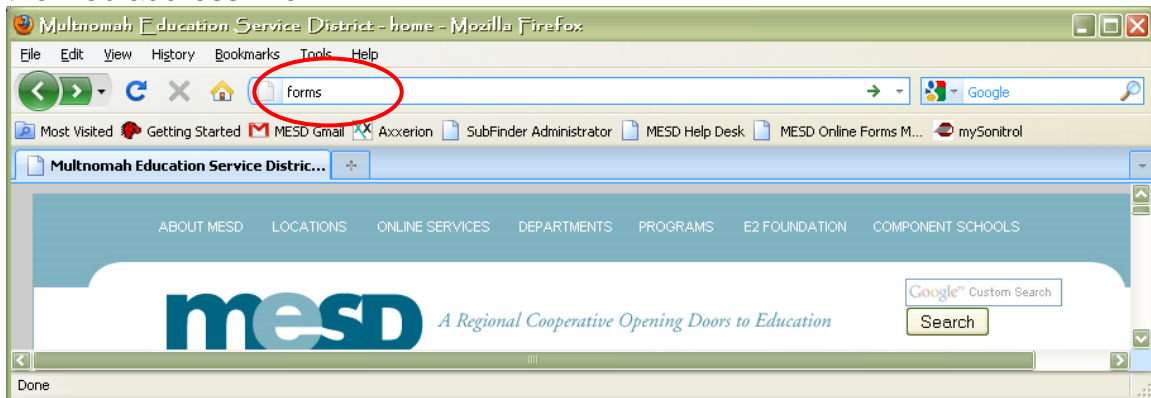 Multnomah Education Service District - home - Mozilla Firefox
File Edit View History Bookmarks Tools Help
forms Google
Most Visited Getting Started MESD Gmail Axxerion SubFinder Administrator MESD Help Desk MESD Online Forms M... mySonitrol
Multnomah Education Service Distric...
ABOUT MESD LOCATIONS ONLINE SERVICES DEPARTMENTS PROGRAMS E2 FOUNDATION COMPONENT SCHOOLS
Google™ Custom Search
mesd A Regional Cooperative Opening Doors to Education Search
Done